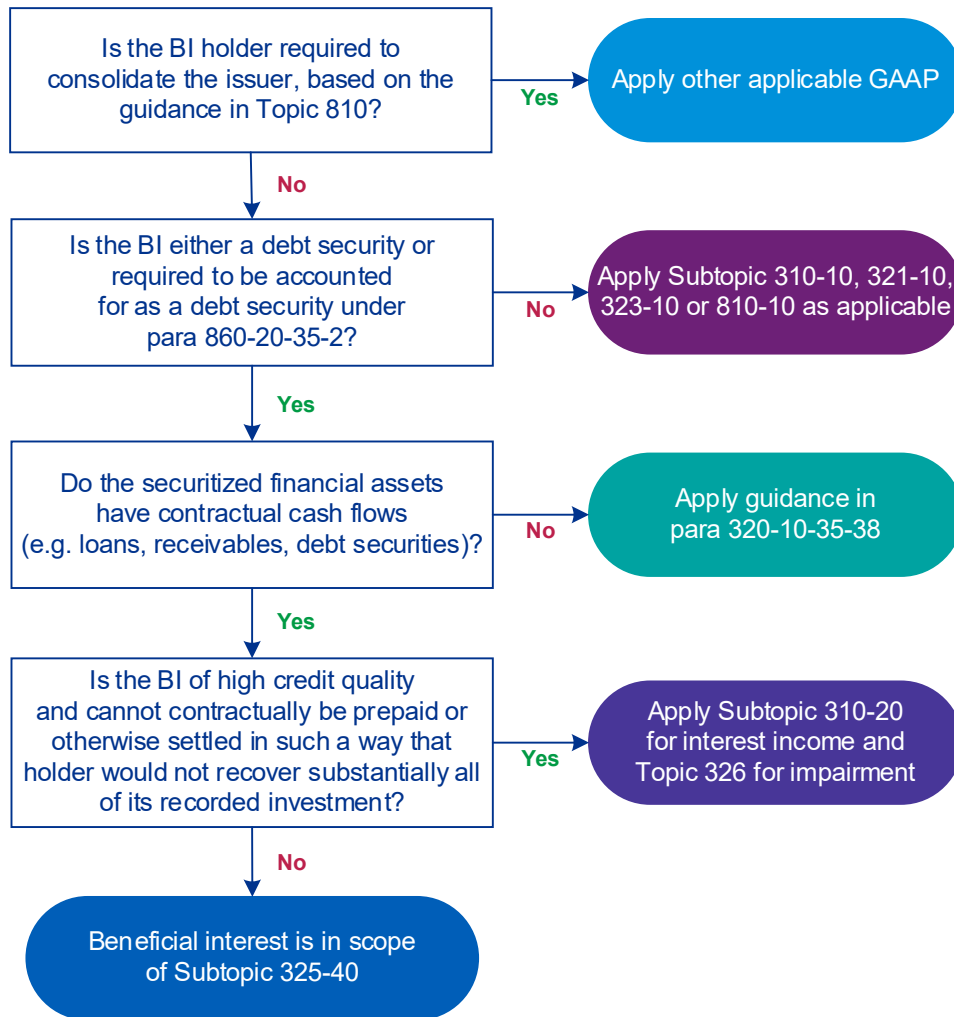 Is the BI holder required to
consolidate the issuer, based on the
guidance in Topic 810?
Yes
Apply other applicable GAAP
No
Is the BI either a debt security or
required to be accounted
for as a debt security under
para 860-20-35-2?
No
Apply Subtopic 310-10, 321-10,
323-10 or 810-10 as applicable
Yes
Do the securitized financial assets
have contractual cash flows
(e.g. loans, receivables, debt securities)?
No
Apply guidance in
para 320-10-35-38
Yes
Is the BI of high credit quality
and cannot contractually be prepaid or
otherwise settled in such a way that
holder would not recover substantially all
of its recorded investment?
Yes
Apply Subtopic 310-20
for interest income and
Topic 326 for impairment
No
Beneficial interest is in scope
of Subtopic 325-40